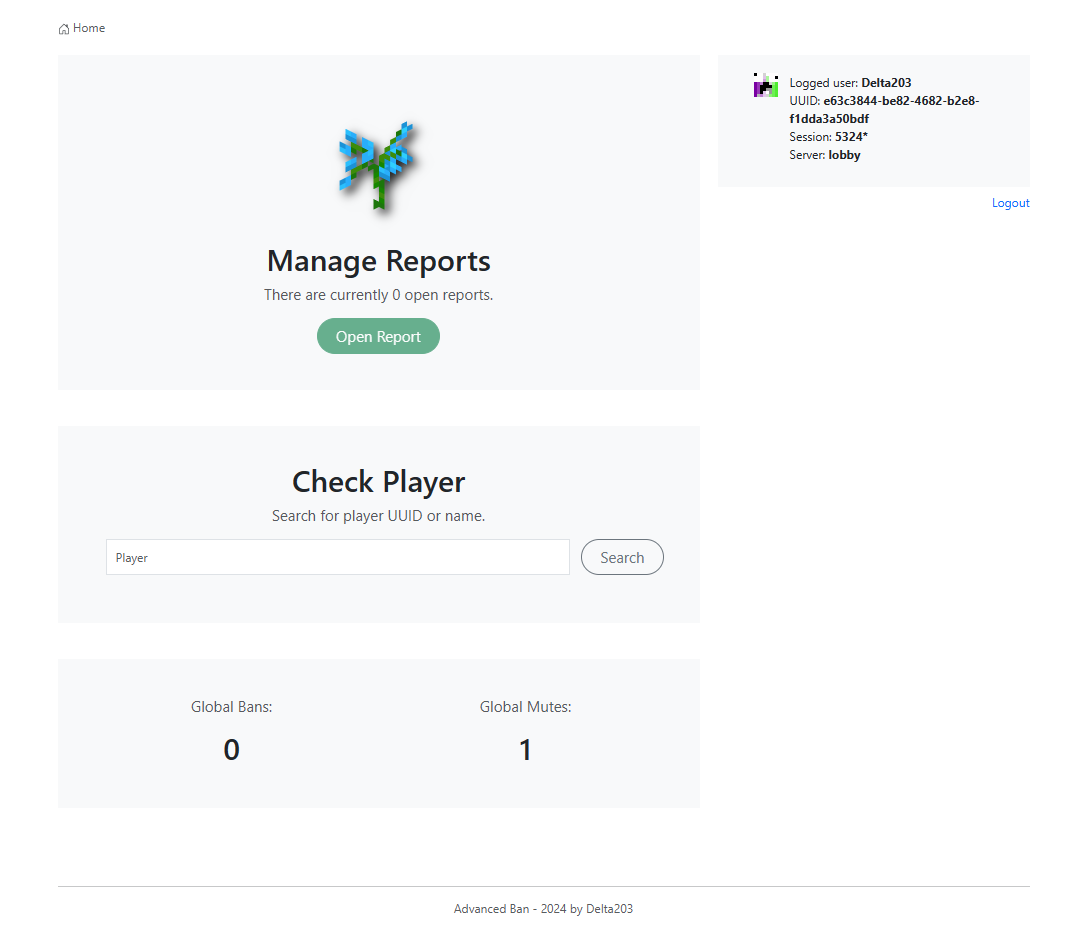 Home
Manage Reports
There are currently 0 open reports.
Open Report
Check Player
Search for player UUID or name.
Player
Search
Global Bans:
0
Global Mutes:
1
Logged user: Delta203
UUID: e63c3844-be82-4682-b2e8-
f1dda3a50bdf
Session: 5324*
Server: lobby
Logout
Advanced Ban - 2024 by Delta203